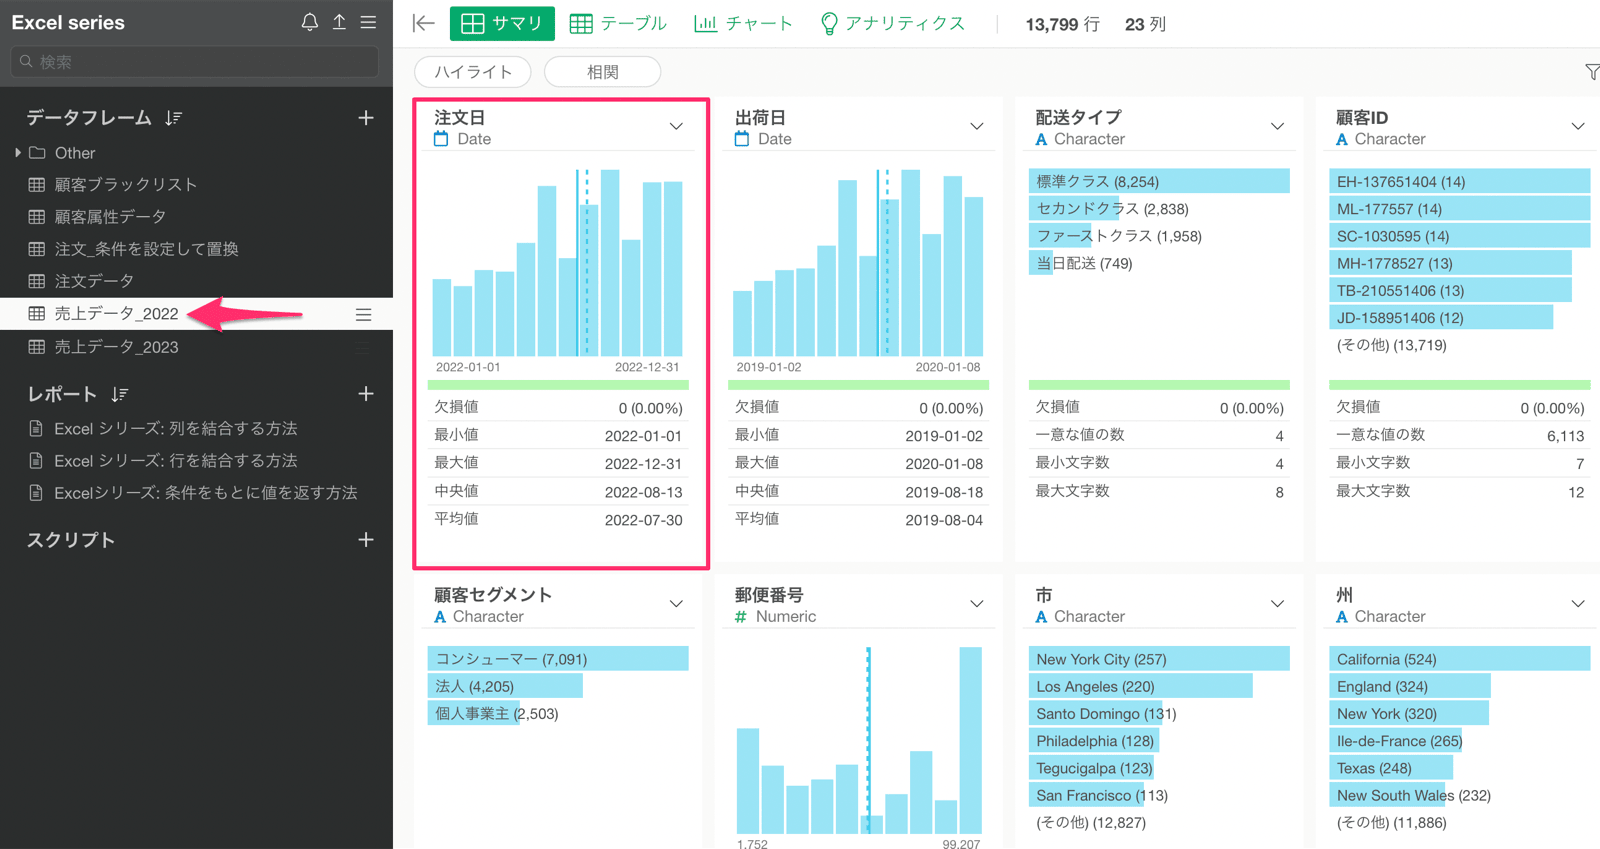 Excel series
検索
データフレーム
Other
顧客ブラックリスト
顧客属性データ
注文_条件を設定して置換
注文データ
売上データ_2022
売上データ_2023
レポート
Excel シリーズ: 列を結合する方法
Excel シリーズ: 行を結合する方法
Excelシリーズ: 条件をもとに値を返す方法
スクリプト
サマリ テーブル チャート アナリティクス 13,799 行 23 列
ハイライト 相関
注文日
Date
2022-01-01 2022-12-31
欠損値 0 (0.00%)
最小値 2022-01-01
最大値 2022-12-31
中央値 2022-08-13
平均値 2022-07-30
出荷日
Date
2019-01-02 2020-01-08
欠損値 0 (0.00%)
最小値 2019-01-02
最大値 2020-01-08
中央値 2019-08-18
平均値 2019-08-04
配送タイプ
A Character
標準クラス (8,254)
セカンドクラス (2,838)
ファーストクラス (1,958)
当日配送 (749)
欠損値 0 (0.00%)
一意な値の数 4
最小文字数 4
最大文字数 8
顧客ID
A Character
EH-137651404 (14)
ML-177557 (14)
SC-1030595 (14)
MH-1778527 (13)
TB-210551406 (13)
JD-158951406 (12)
(その他) (13,719)
欠損値 0 (0.00%)
一意な値の数 6,113
最小文字数 7
最大文字数 12
顧客セグメント
A Character
コンシューマー (7,091)
法人 (4,205)
個人事業主 (2,503)
郵便番号
# Numeric
1,752 99,207
市
A Character
New York City (257)
Los Angeles (220)
Santo Domingo (131)
Philadelphia (128)
Tegucigalpa (123)
San Francisco (113)
(その他) (12,827)
州
A Character
California (524)
England (324)
New York (320)
Ile-de-France (265)
Texas (248)
New South Wales (232)
(その他) (11,886)